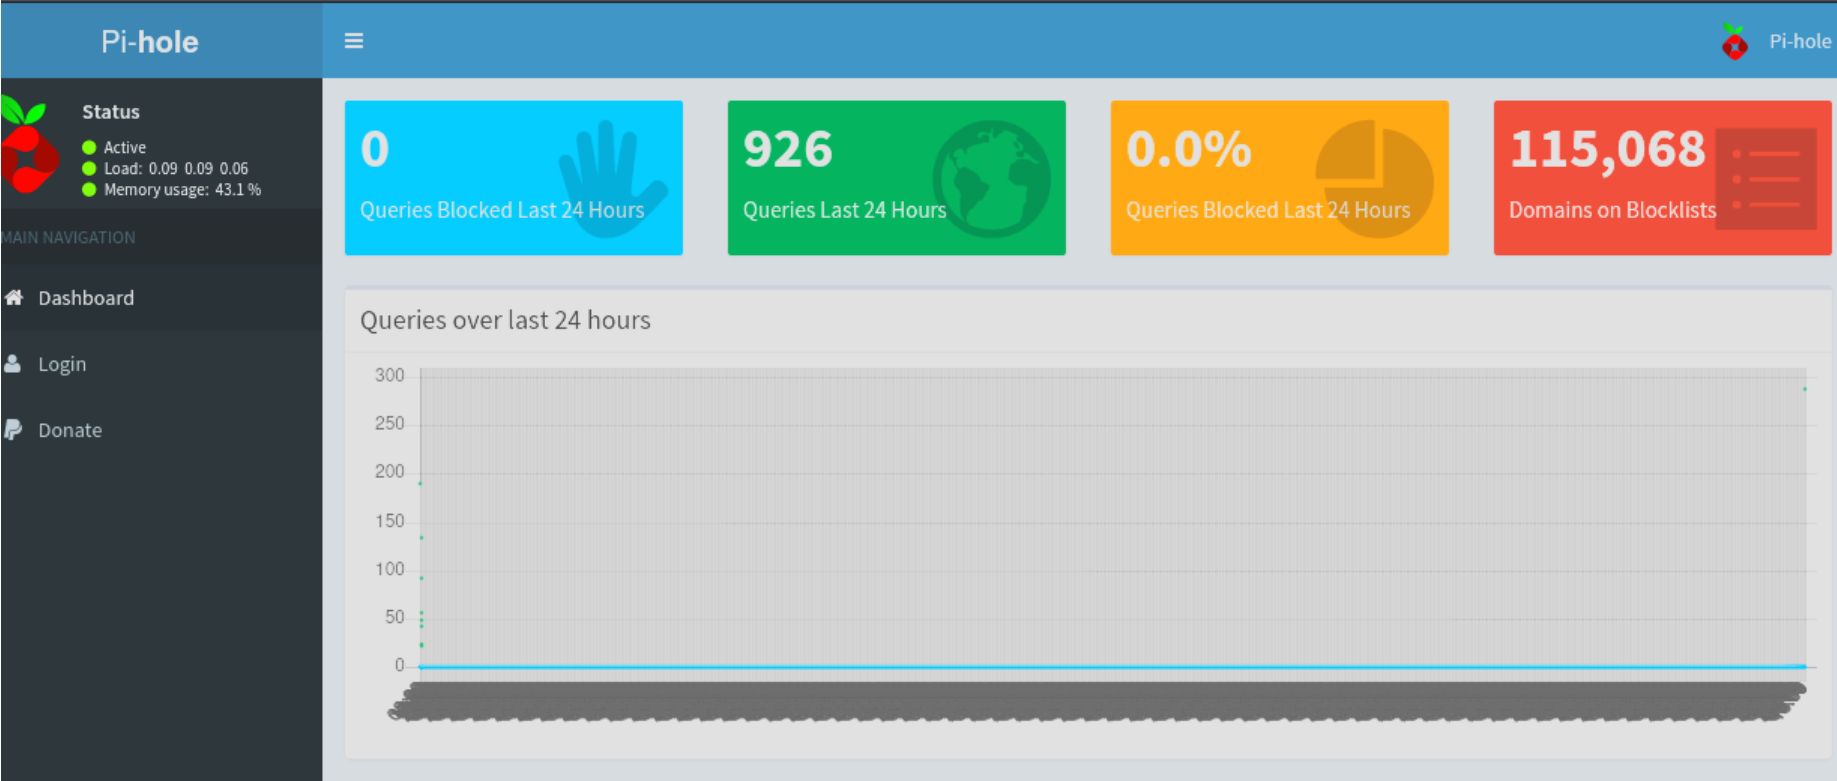 Pi-hole
Pi-hole
Status
Active
Load: 0.09 0.09 0.06
Memory usage: 43.1 %
MAIN NAVIGATION
Dashboard
Login
Donate
0
Queries Blocked Last 24 Hours
926
Queries Last 24 Hours
0.0%
Queries Blocked Last 24 Hours
115,068
Domains on Blocklists
Queries over last 24 hours
300
250
200
150
100
50
0